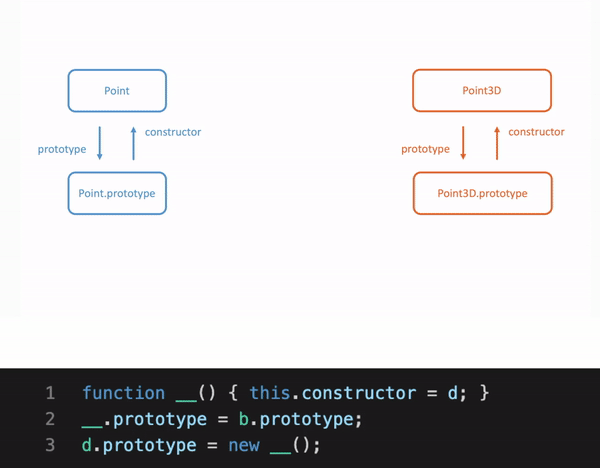 Point
Point3D
prototype
constructor
prototype
constructor
Point.prototype
Point3D.prototype
1 function __() { this.constructor = d; }
2 __.prototype = b.prototype;
3 d.prototype = new __();